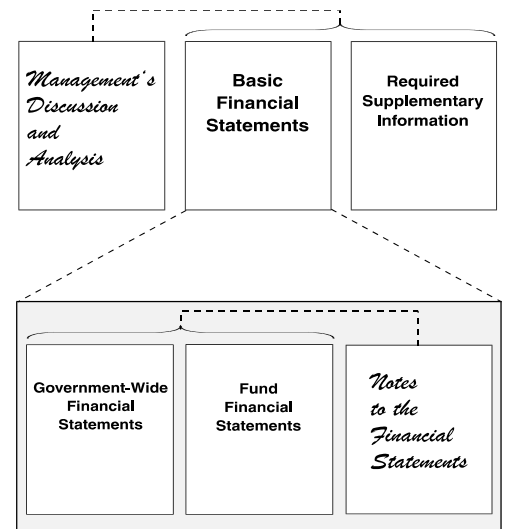 Management's
Discussion
and
Analysis
Basic
Financial
Statements
Required
Supplementary
Information
Government-Wide
Financial
Statements
Fund
Financial
Statements
Notes
to the
Financial
Statements